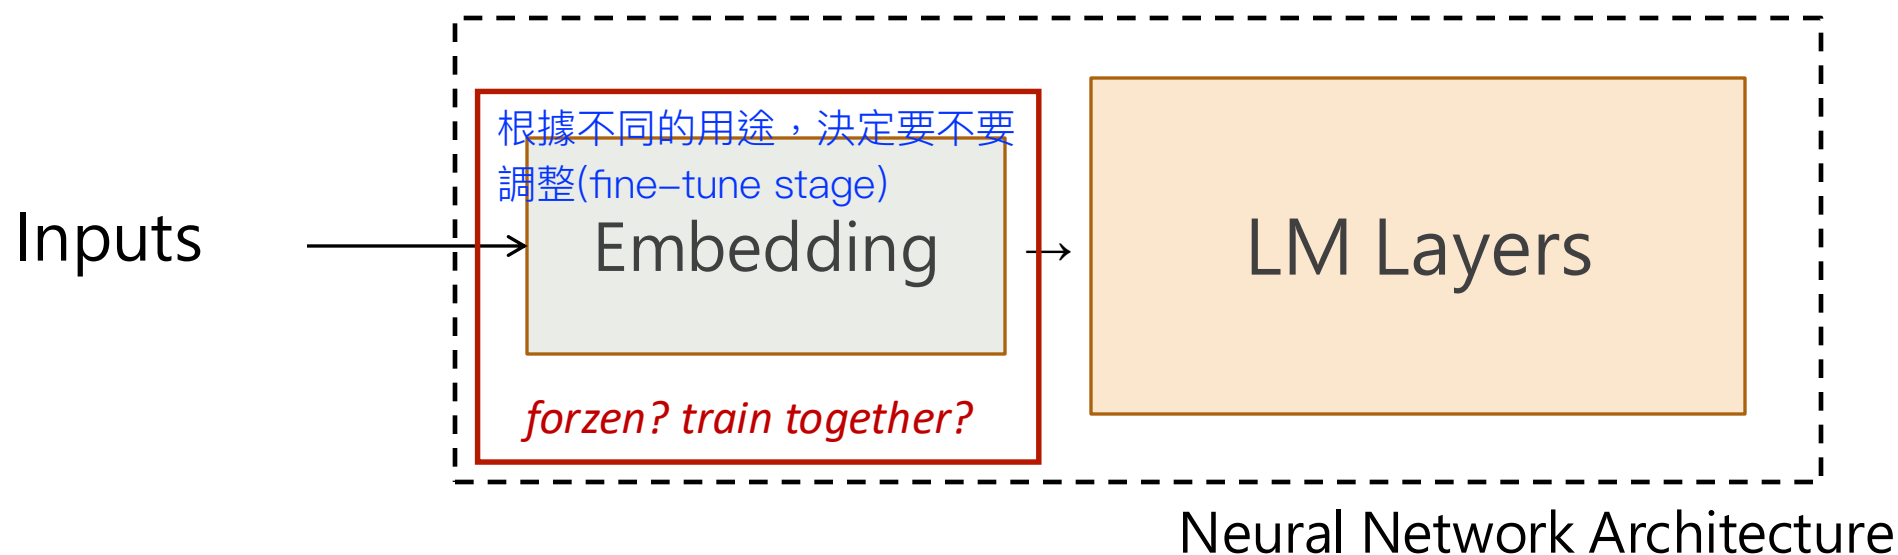 根據不同的用途，決定要不要
調整(fine-tune stage)
Inputs
Embedding
→
LM Layers
forzen? train together?
Neural Network Architecture